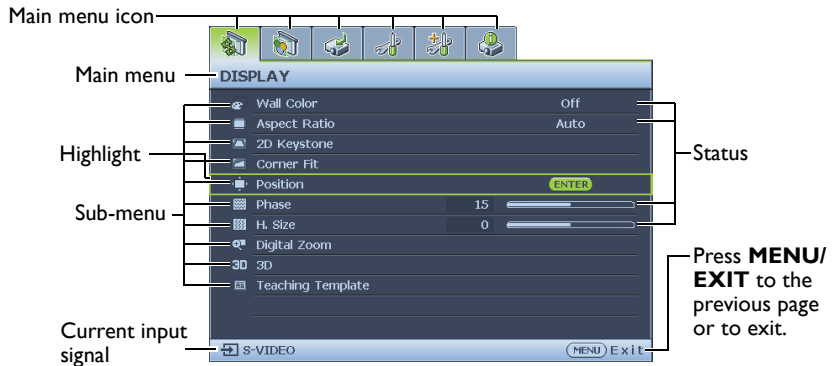 Main menu icon
Main menu
DISPLAY
Wall Color Off
Aspect Ratio Auto
2D Keystone
Corner Fit
Highlight
Status
Position ENTER
Sub-menu
Phase 15
H. Size 0
Digital Zoom
3D 3D
Teaching Template
Press MENU/
EXIT to the
previous page
or to exit.
Current input
signal
S-VIDEO
MENU Exit